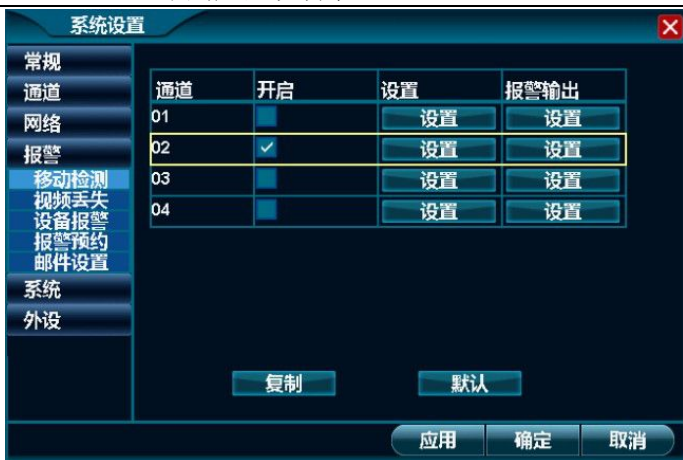 系统设置
常规
通道
网络
报警
移动检测
视频丢失
设备报警
报警预约
邮件设置
系统
外设
通道 开启 设置 报警输出
01 设置 设置
02 设置 设置
03 设置 设置
04 设置 设置
复制 默认
应用 确定 取消